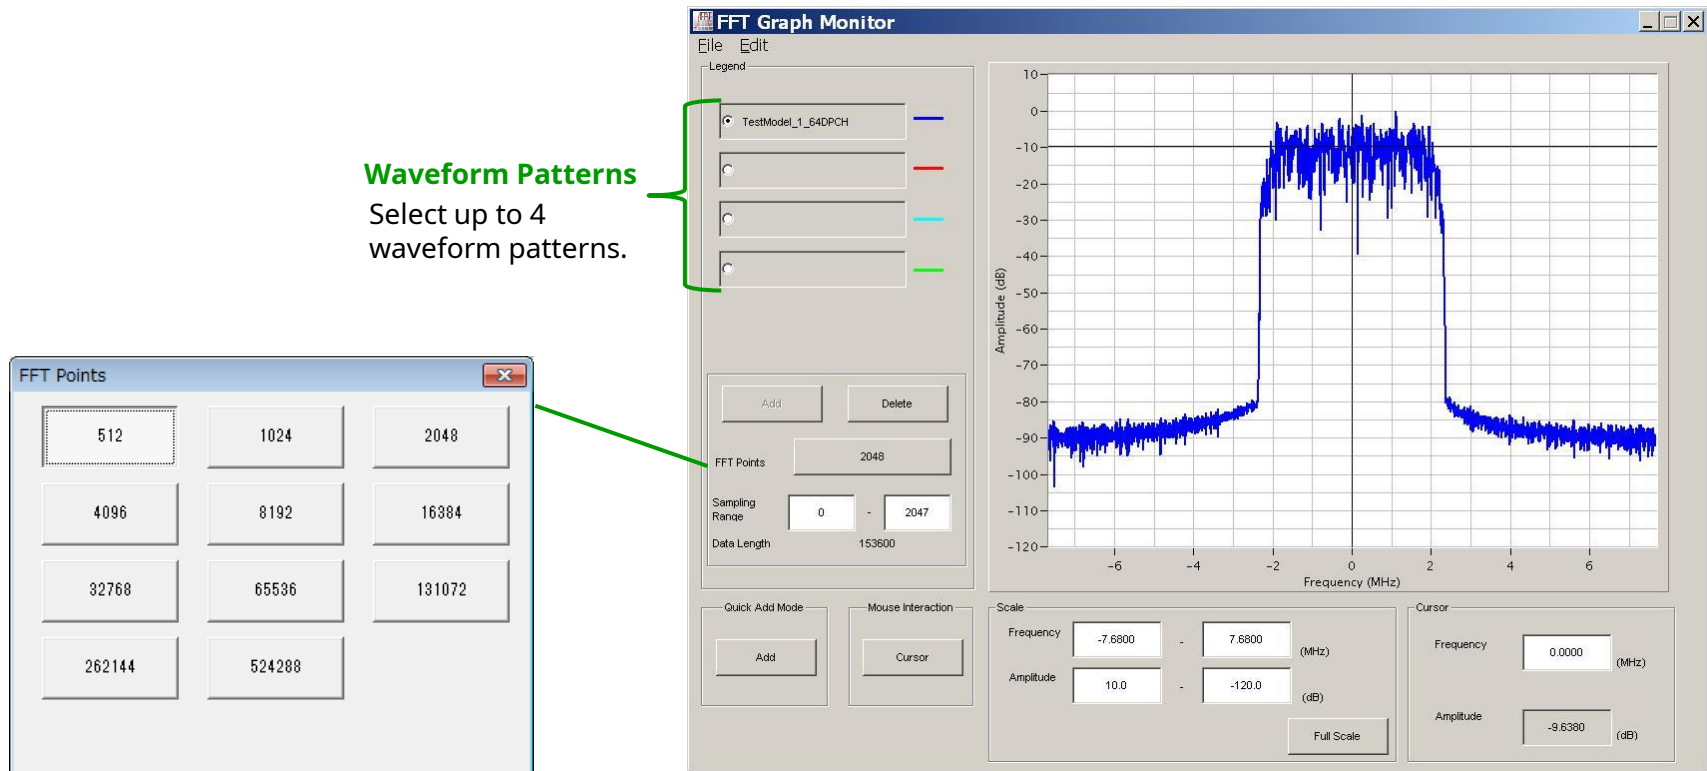 FFT Graph Monitor
File Edit
Legend
TestModel_1_64DPCH
Waveform Patterns
Select up to 4
waveform patterns.
FFT Points
512 1024 2048
4096 8192 16384
32768 65536 131072
262144 524288
Add Delete
FFT Points 2048
Sampling
Range 0 - 2047
Data Length 153600
Quick Add Mode
Add
Mouse Interaction
Cursor
10
0
-10
-20
-30
-40
-50
-60
-70
-80
-90
-100
-110
-120
Amplitude (dB)
-6 -4 -2 0 2 4 6
Frequency (MHz)
Scale
Frequency -7.6800 - 7.6800 (MHz)
Amplitude 10.0 - -120.0 (dB)
Full Scale
Cursor
Frequency 0.0000 (MHz)
Amplitude -9.6380 (dB)